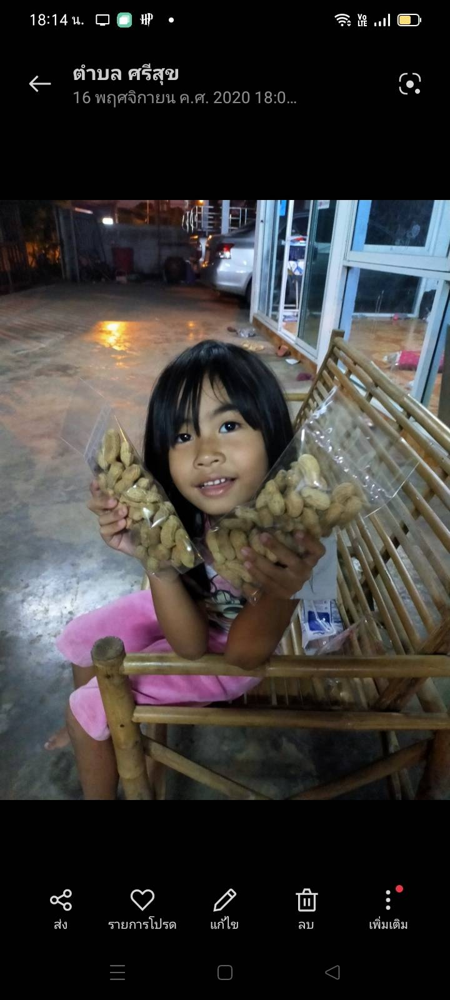 18:14 น.
Vo LTE
ตำบล ศรีสุข
16 พฤศจิกายน ค.ศ. 2020 18:0...
ส่ง
รายการโปรด
แก้ไข
ลบ
เพิ่มเติม